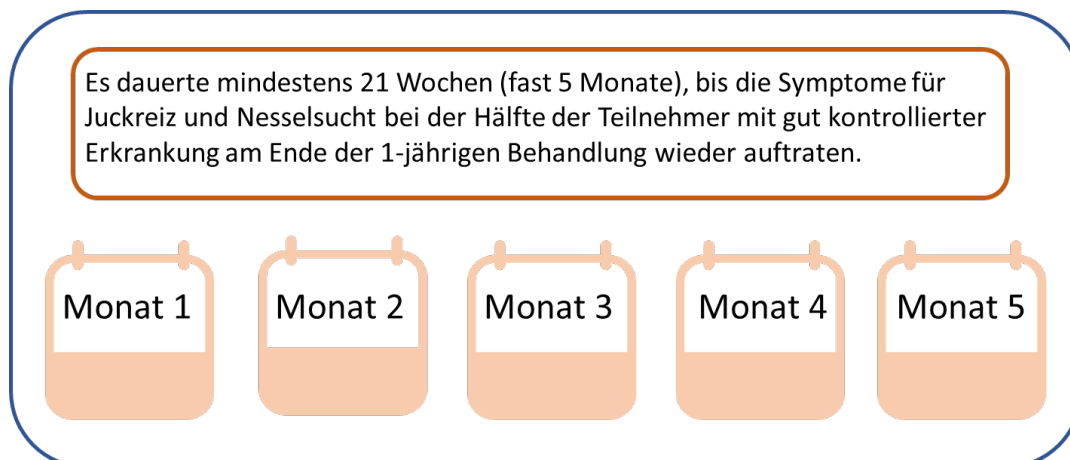 Es dauerte mindestens 21 Wochen (fast 5 Monate), bis die Symptome für
Juckreiz und Nesselsucht bei der Hälfte der Teilnehmer mit gut kontrollierter
Erkrankung am Ende der 1-jährigen Behandlung wieder auftraten.
Monat 1 Monat 2 Monat 3 Monat 4 Monat 5